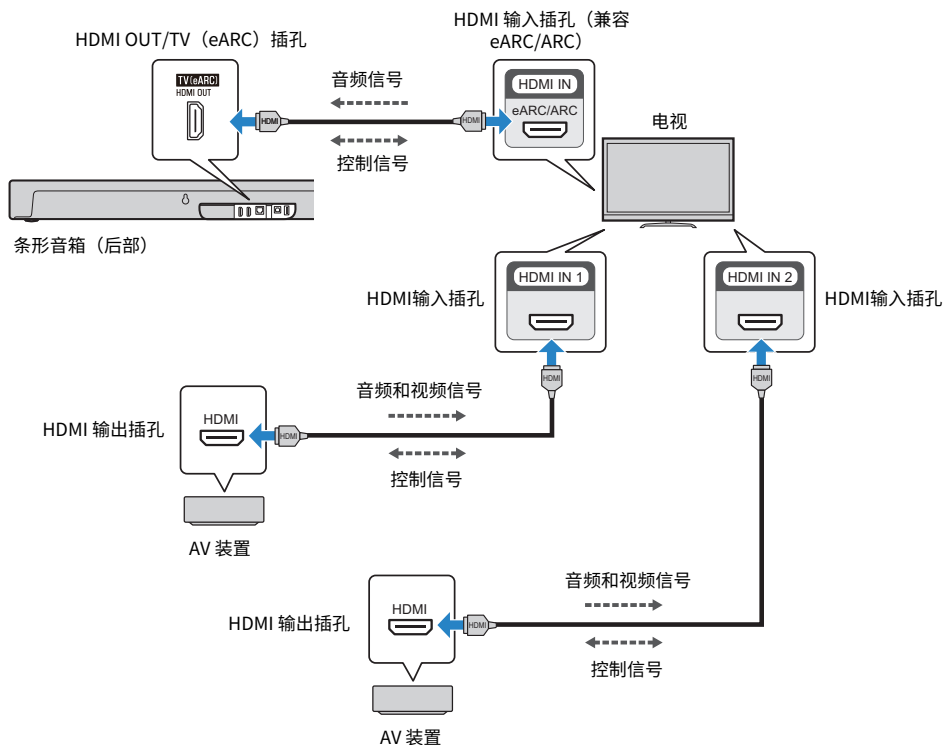 HDMI OUT/TV（eARC）插孔
HDMI 输入插孔（兼容
eARC/ARC）
TV(eARC)
HDMI OUT
HDMI
音频信号
控制信号
HDMI
HDMI IN
eARC/ARC
电视
条形音箱（后部）
HDMI输入插孔
HDMI IN 1
HDMI IN 2
HDMI输入插孔
HDMI
HDMI
HDMI 输出插孔
HDMI
HDMI
音频和视频信号
控制信号
AV 装置
HDMI 输出插孔
HDMI
HDMI
音频和视频信号
控制信号
AV 装置